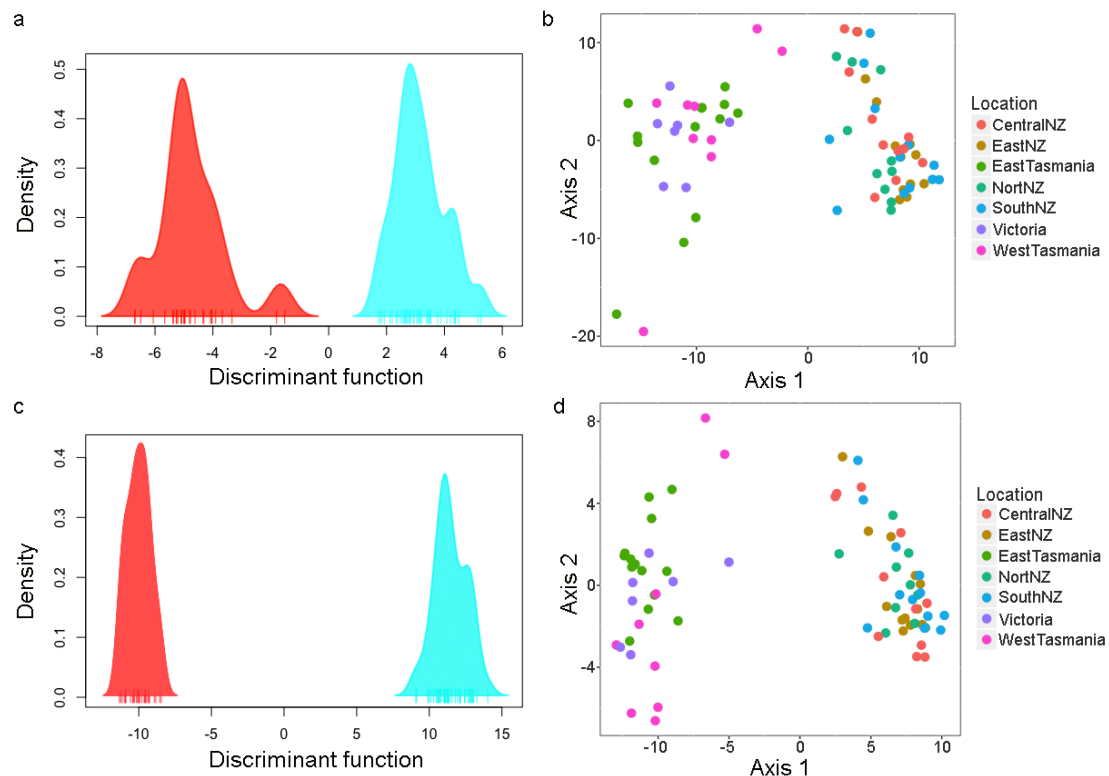 a
0.5
0.4
0.3
0.2
0.1
0.0
Density
-8 -6 -4 -2 0 2 4 6
Discriminant function
b
10
0
-10
-20
Axis 2
-10 0 10
Axis 1
Location
CentralNZ
EastNZ
EastTasmania
NortNZ
SouthNZ
Victoria
WestTasmania
c
0.4
0.3
0.2
0.1
0.0
Density
-10 -5 0 5 10 15
Discriminant function
d
8
4
0
-4
Axis 2
-10 -5 0 5 10
Axis 1
Location
CentralNZ
EastNZ
EastTasmania
NortNZ
SouthNZ
Victoria
WestTasmania